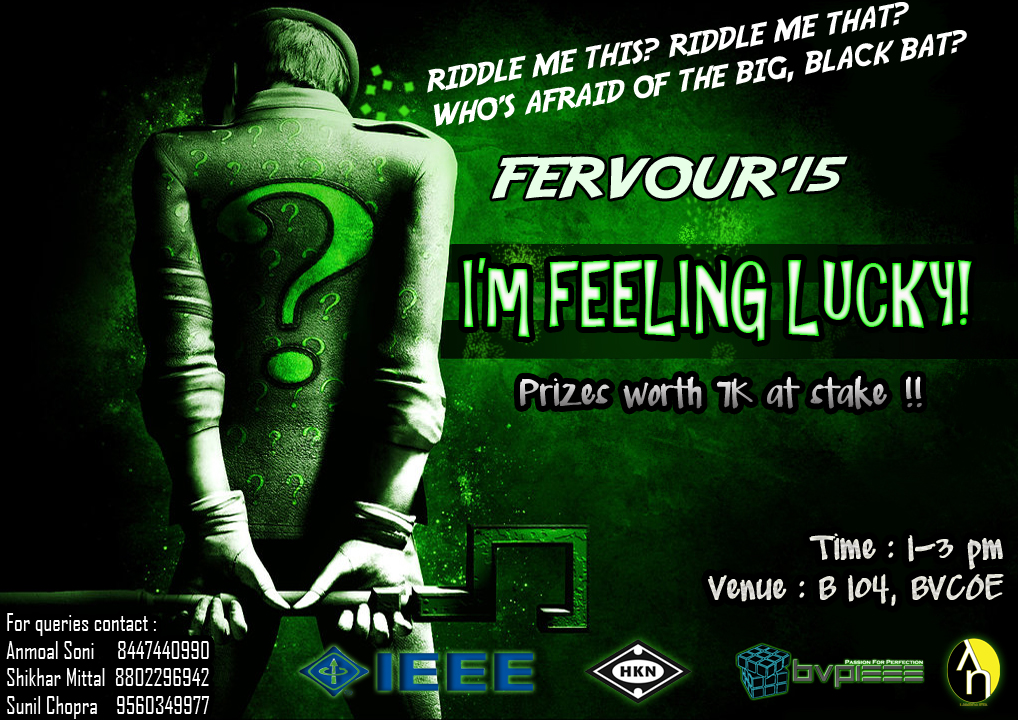 RIDDLE ME THIS? RIDDLE ME THAT?
WHO'S AFRAID OF THE BIG, BLACK BAT?
FERVOUR'15
I'M FEELING LUCKY!
Prizes worth 7K at stake !!
Time : 1-3 pm
Venue : B 104, BVCOE
For queries contact :
Anmoal Soni 8447440990
Shikhar Mittal 8802296942
Sunil Chopra 9560349977
IEEE
HKN
PASSION FOR PERFECTION
bvpieee